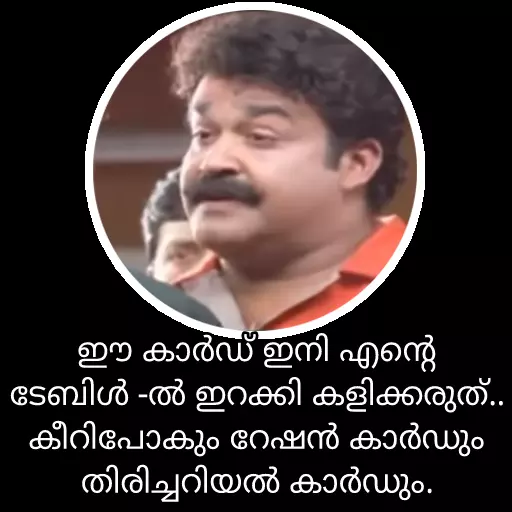 ഈ കാർഡ് ഇനി എന്റെ
ടേബിൾ -ൽ ഇറക്കി കളിക്കരുത്..
കീറിപോകും റേഷൻ കാർഡും
തിരിച്ചറിയൽ കാർഡും.